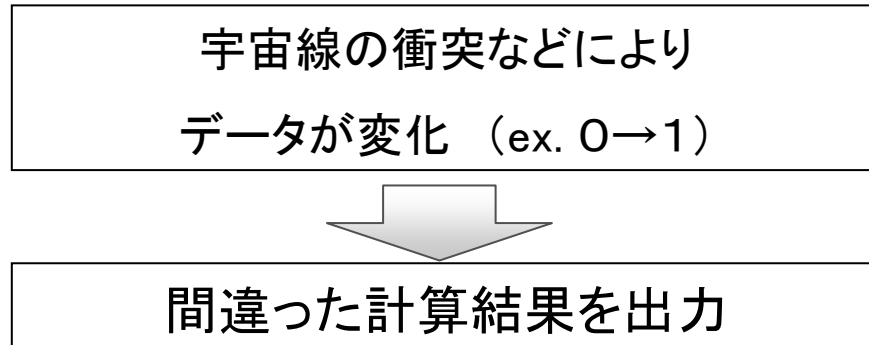 宇宙線の衝突などにより
データが変化　（ex. ０→１）
間違った計算結果を出力